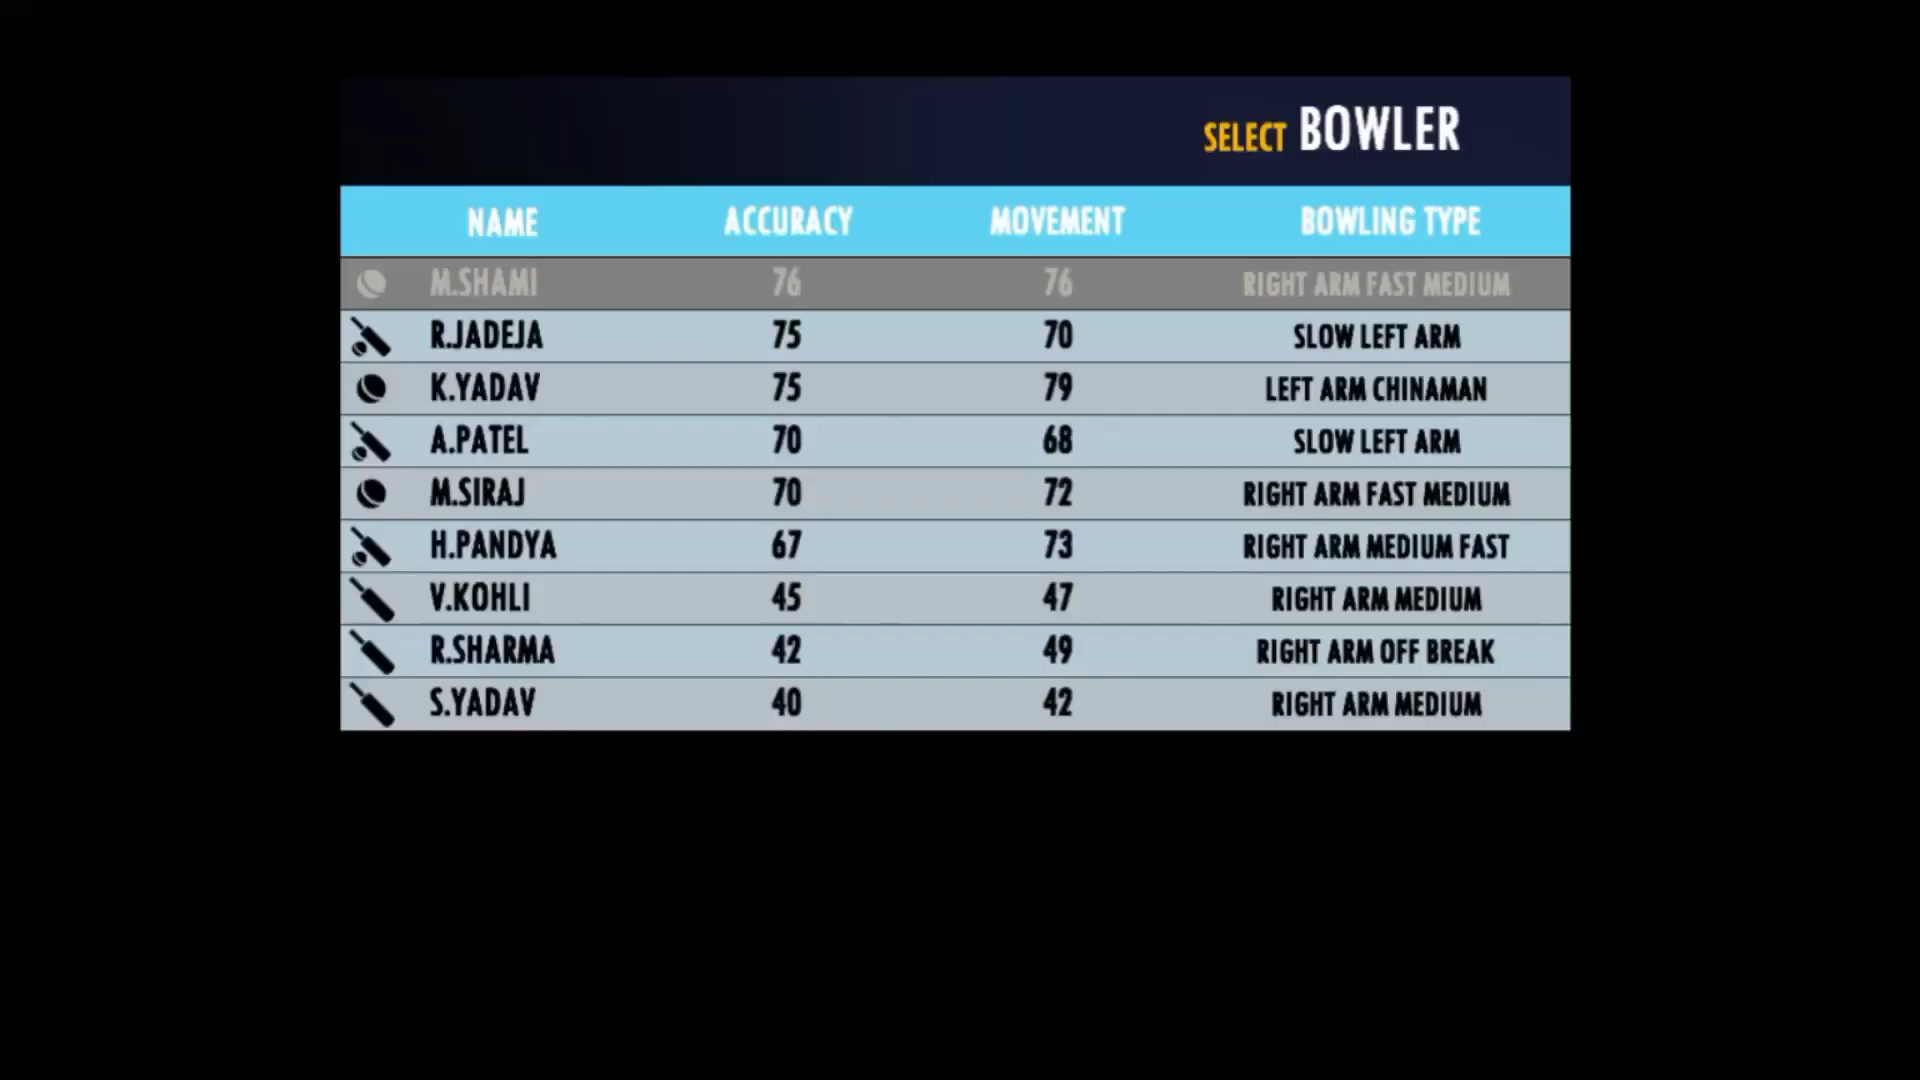 SELECT BOWLER
NAME ACCURACY MOVEMENT BOWLING TYPE
M.SHAMI 76 76 RIGHT ARM FAST MEDIUM
R.JADEJA 75 70 SLOW LEFT ARM
K.YADAV 75 79 LEFT ARM CHINAMAN
A.PATEL 70 68 SLOW LEFT ARM
M.SIRAJ 70 72 RIGHT ARM FAST MEDIUM
H.PANDYA 67 73 RIGHT ARM MEDIUM FAST
V.KOHLI 45 47 RIGHT ARM MEDIUM
R.SHARMA 42 49 RIGHT ARM OFF BREAK
S.YADAV 40 42 RIGHT ARM MEDIUM